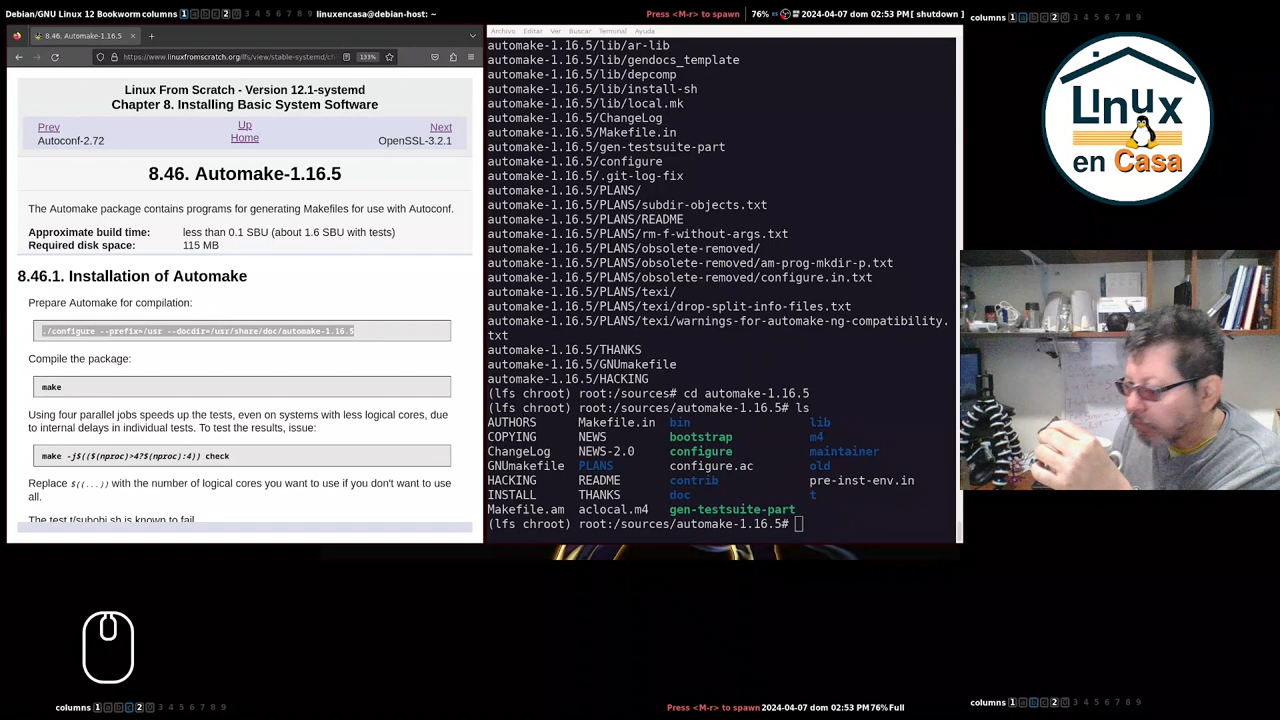 Debian/GNU Linux 12 Bookworm columns 1 a b c 2 0 3 4 5 6 7 8 9 linuxencasa@debian-host: ~ Press <M-r> to spawn 76% ES 2024-04-07 dom 02:53 PM [ shutdown ]
columns 1 a b c 2 0 3 4 5 6 7 8 9
8.46. Automake-1.16.5
https://www.linuxfromscratch.org/lfs/view/stable-systemd/ch
133%
Linux From Scratch - Version 12.1-systemd
Chapter 8. Installing Basic System Software
Prev Up Next
Autoconf-2.72 Home OpenSSL-3.2.1
8.46. Automake-1.16.5
The Automake package contains programs for generating Makefiles for use with Autoconf.
Approximate build time: less than 0.1 SBU (about 1.6 SBU with tests)
Required disk space: 115 MB
8.46.1. Installation of Automake
Prepare Automake for compilation:
./configure --prefix=/usr --docdir=/usr/share/doc/automake-1.16.5
Compile the package:
make
Using four parallel jobs speeds up the tests, even on systems with less logical cores, due
to internal delays in individual tests. To test the results, issue:
make -j$(($(nproc)>4?$(nproc):4)) check
Replace $((...)) with the number of logical cores you want to use if you don't want to use
all.
The test t/subobj.sh is known to fail.
Archivo Editar Ver Buscar Terminal Ayuda
automake-1.16.5/lib/ar-lib
automake-1.16.5/lib/gendocs_template
automake-1.16.5/lib/depcomp
automake-1.16.5/lib/install-sh
automake-1.16.5/lib/local.mk
automake-1.16.5/ChangeLog
automake-1.16.5/Makefile.in
automake-1.16.5/gen-testsuite-part
automake-1.16.5/configure
automake-1.16.5/.git-log-fix
automake-1.16.5/PLANS/
automake-1.16.5/PLANS/subdir-objects.txt
automake-1.16.5/PLANS/README
automake-1.16.5/PLANS/rm-f-without-args.txt
automake-1.16.5/PLANS/obsolete-removed/
automake-1.16.5/PLANS/obsolete-removed/am-prog-mkdir-p.txt
automake-1.16.5/PLANS/obsolete-removed/configure.in.txt
automake-1.16.5/PLANS/texi/
automake-1.16.5/PLANS/texi/drop-split-info-files.txt
automake-1.16.5/PLANS/texi/warnings-for-automake-ng-compatibility.
txt
automake-1.16.5/THANKS
automake-1.16.5/GNUmakefile
automake-1.16.5/HACKING
(lfs chroot) root:/sources# cd automake-1.16.5
(lfs chroot) root:/sources/automake-1.16.5# ls
AUTHORS Makefile.in bin lib
COPYING NEWS bootstrap m4
ChangeLog NEWS-2.0 configure maintainer
GNUmakefile PLANS configure.ac old
HACKING README contrib pre-inst-env.in
INSTALL THANKS doc t
Makefile.am aclocal.m4 gen-testsuite-part
(lfs chroot) root:/sources/automake-1.16.5#
Linux
en Casa
columns 1 a b c 2 0 3 4 5 6 7 8 9
Press <M-r> to spawn 2024-04-07 dom 02:53 PM 76% Full
columns 1 a b c 2 0 3 4 5 6 7 8 9